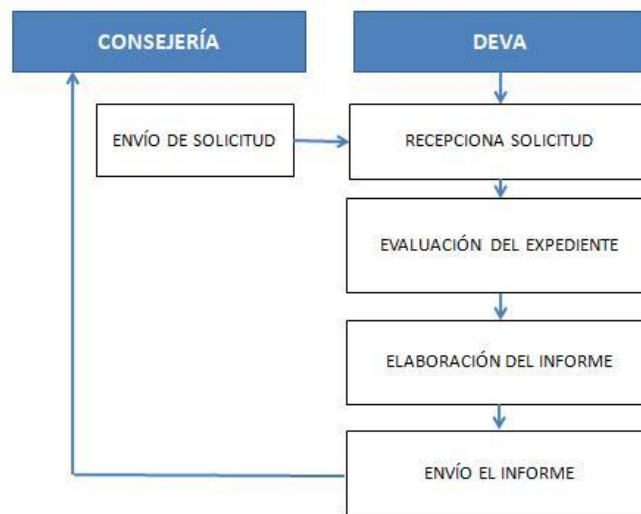 CONSEJERÍA
DEVA
ENVÍO DE SOLICITUD
RECEPCIONA SOLICITUD
EVALUACIÓN DEL EXPEDIENTE
ELABORACIÓN DEL INFORME
ENVÍO EL INFORME